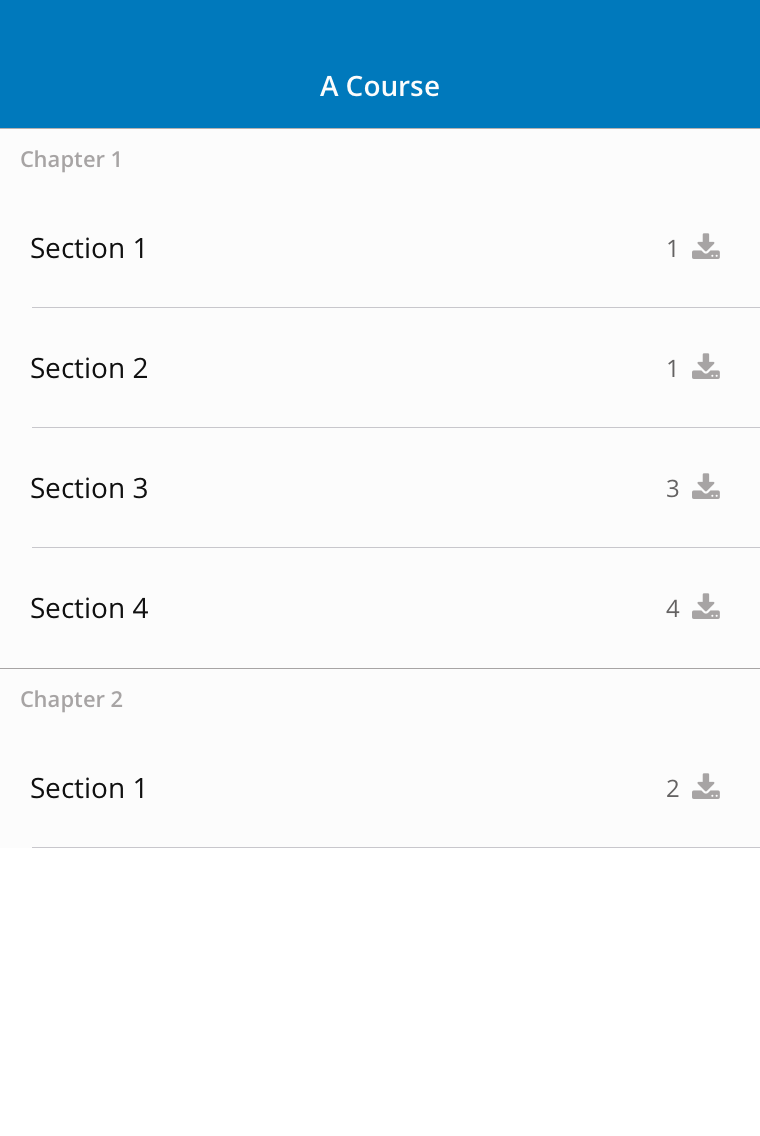 A Course
Chapter 1
Section 1 1
Section 2 1
Section 3 3
Section 4 4
Chapter 2
Section 1 2